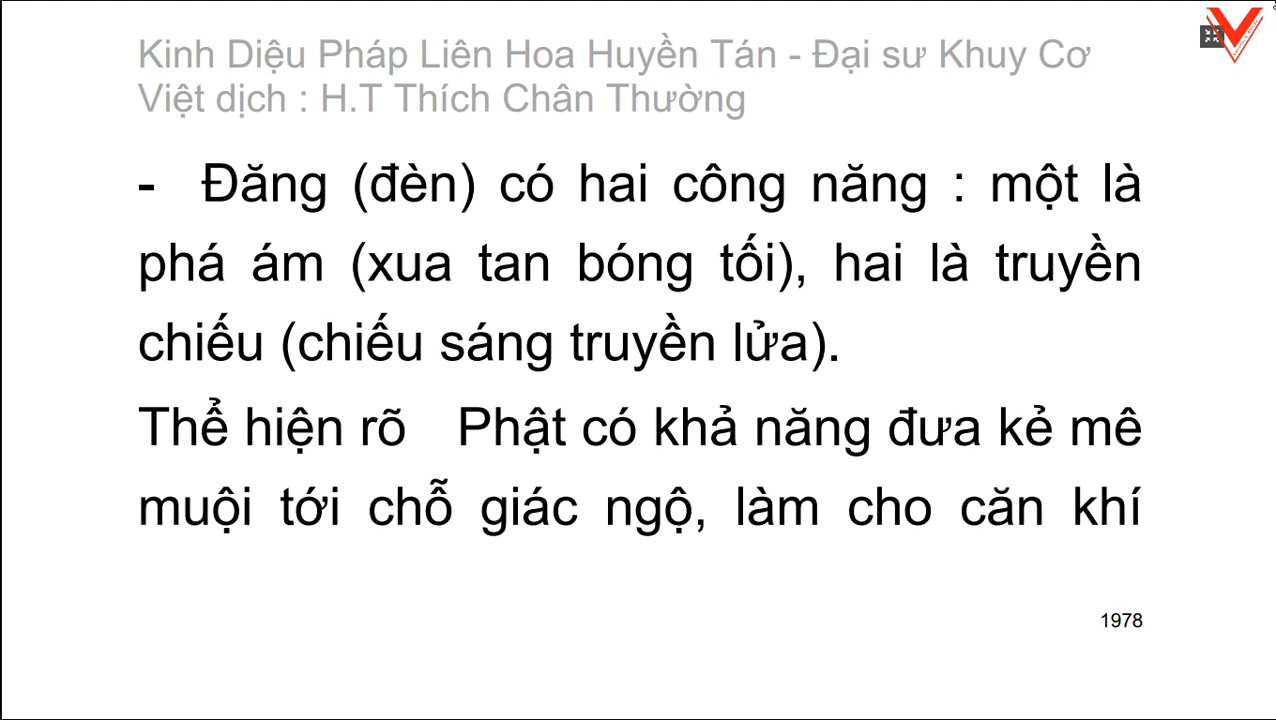 Kinh Diệu Pháp Liên Hoa Huyền Tán - Đại sư Khuy Cơ
Việt dịch : H.T Thích Chân Thường
- Đăng (đèn) có hai công năng : một là
phá ám (xua tan bóng tối), hai là truyền
chiếu (chiếu sáng truyền lửa).
Thể hiện rõ Phật có khả năng đưa kẻ mê
muội tới chỗ giác ngộ, làm cho căn khí
1978